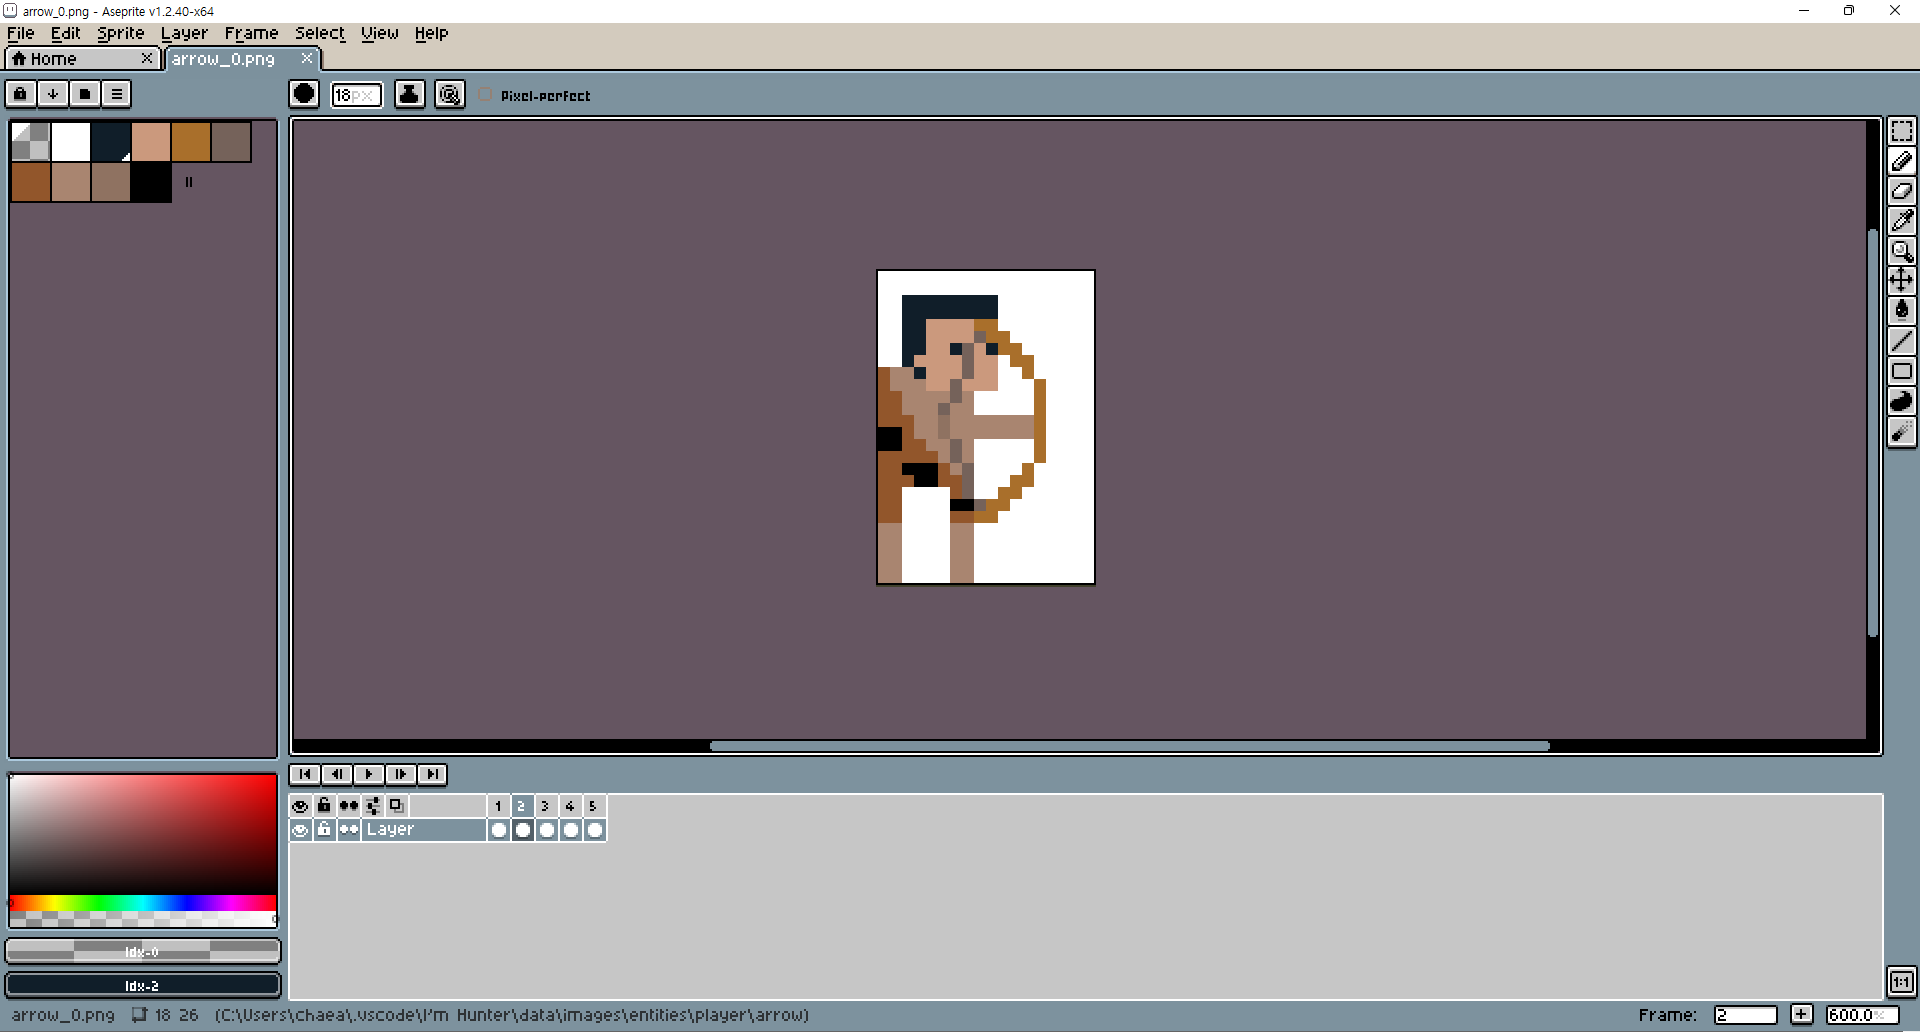 arrow_0.png - Aseprite v1.2.40-x64
File Edit Sprite Layer Frame Select View Help
Home arrow_0.png
18px Pixel-perfect
1 2 3 4 5
Layer
Idx-0
Idx-2
1:1
arrow_0.png 18 26 (C:\Users\chaea\.vscode\I'm Hunter\data\images\entities\player\arrow) Frame: 2 + 600.0%